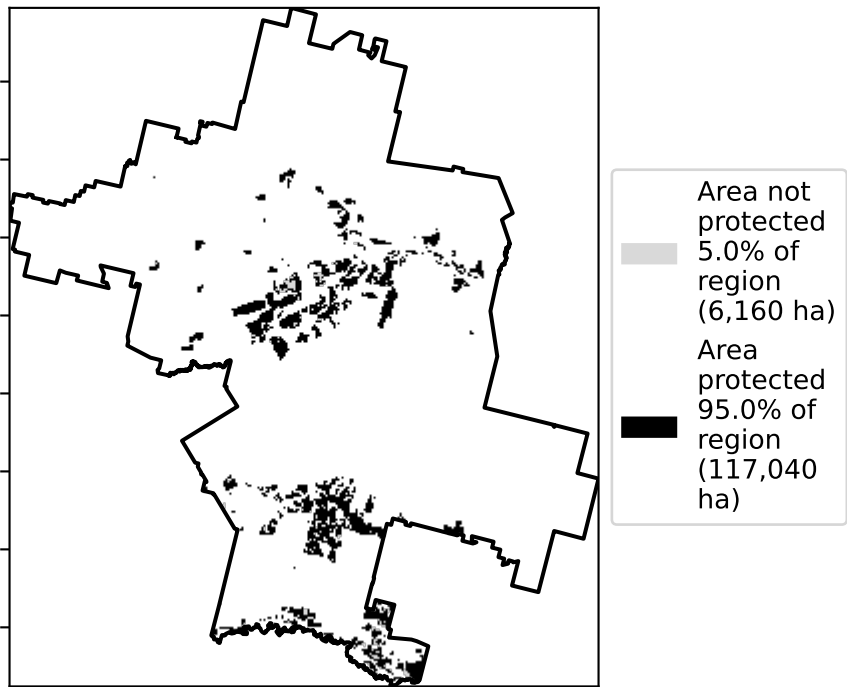 Area not
protected
5.0% of
region
(6,160 ha)
Area
protected
95.0% of
region
(117,040
ha)